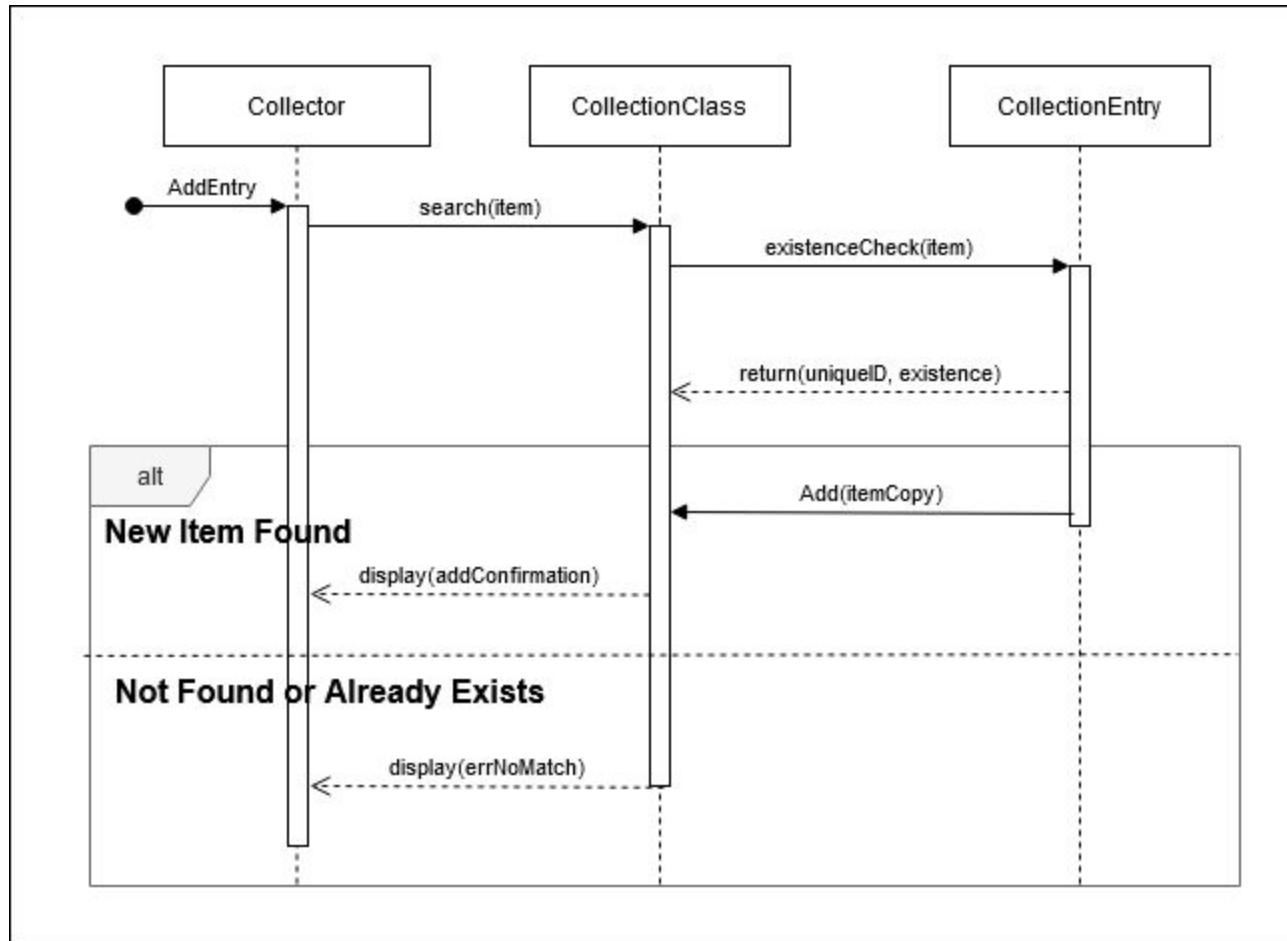 Collector
CollectionClass
CollectionEntry
AddEntry
search(item)
existenceCheck(item)
return(uniqueID, existence)
alt
Add(itemCopy)
New Item Found
display(addConfirmation)
Not Found or Already Exists
display(errNoMatch)